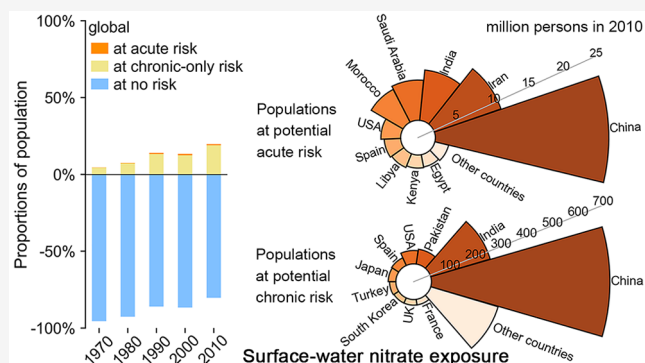 100%
50%
0%
-50%
-100%
Proportions of population
global
at acute risk
at chronic-only risk
at no risk
1970
1980
1990
2000
2010
million persons in 2010
Populations
at potential
acute risk
Saudi Arabia
Morocco
USA
Spain
Libya
Kenya
Egypt
Other countries
India
Iran
China
5
10
15
20
25
Populations
at potential
chronic risk
USA
Spain
Japan
Turkey
South Korea
UK
France
Other countries
Pakistan
India
China
100
200
300
400
500
600
700
Surface-water nitrate exposure